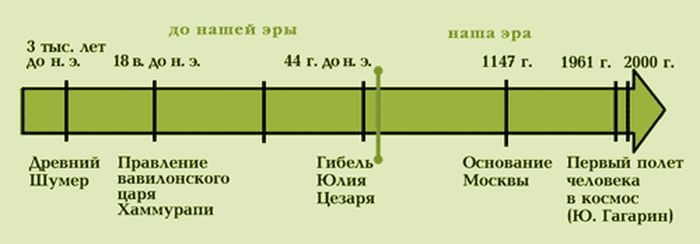 до нашей эры
наша эра
3 тыс. лет
до н. э.
18 в. до н. э.
44 г. до н. э.
1147 г.
1961 г.
2000 г.
Древний
Шумер
Правление
вавилонского
царя
Хаммурапи
Гибель
Юлия
Цезаря
Основание
Москвы
Первый полет
человека
в космос
(Ю. Гагарин)